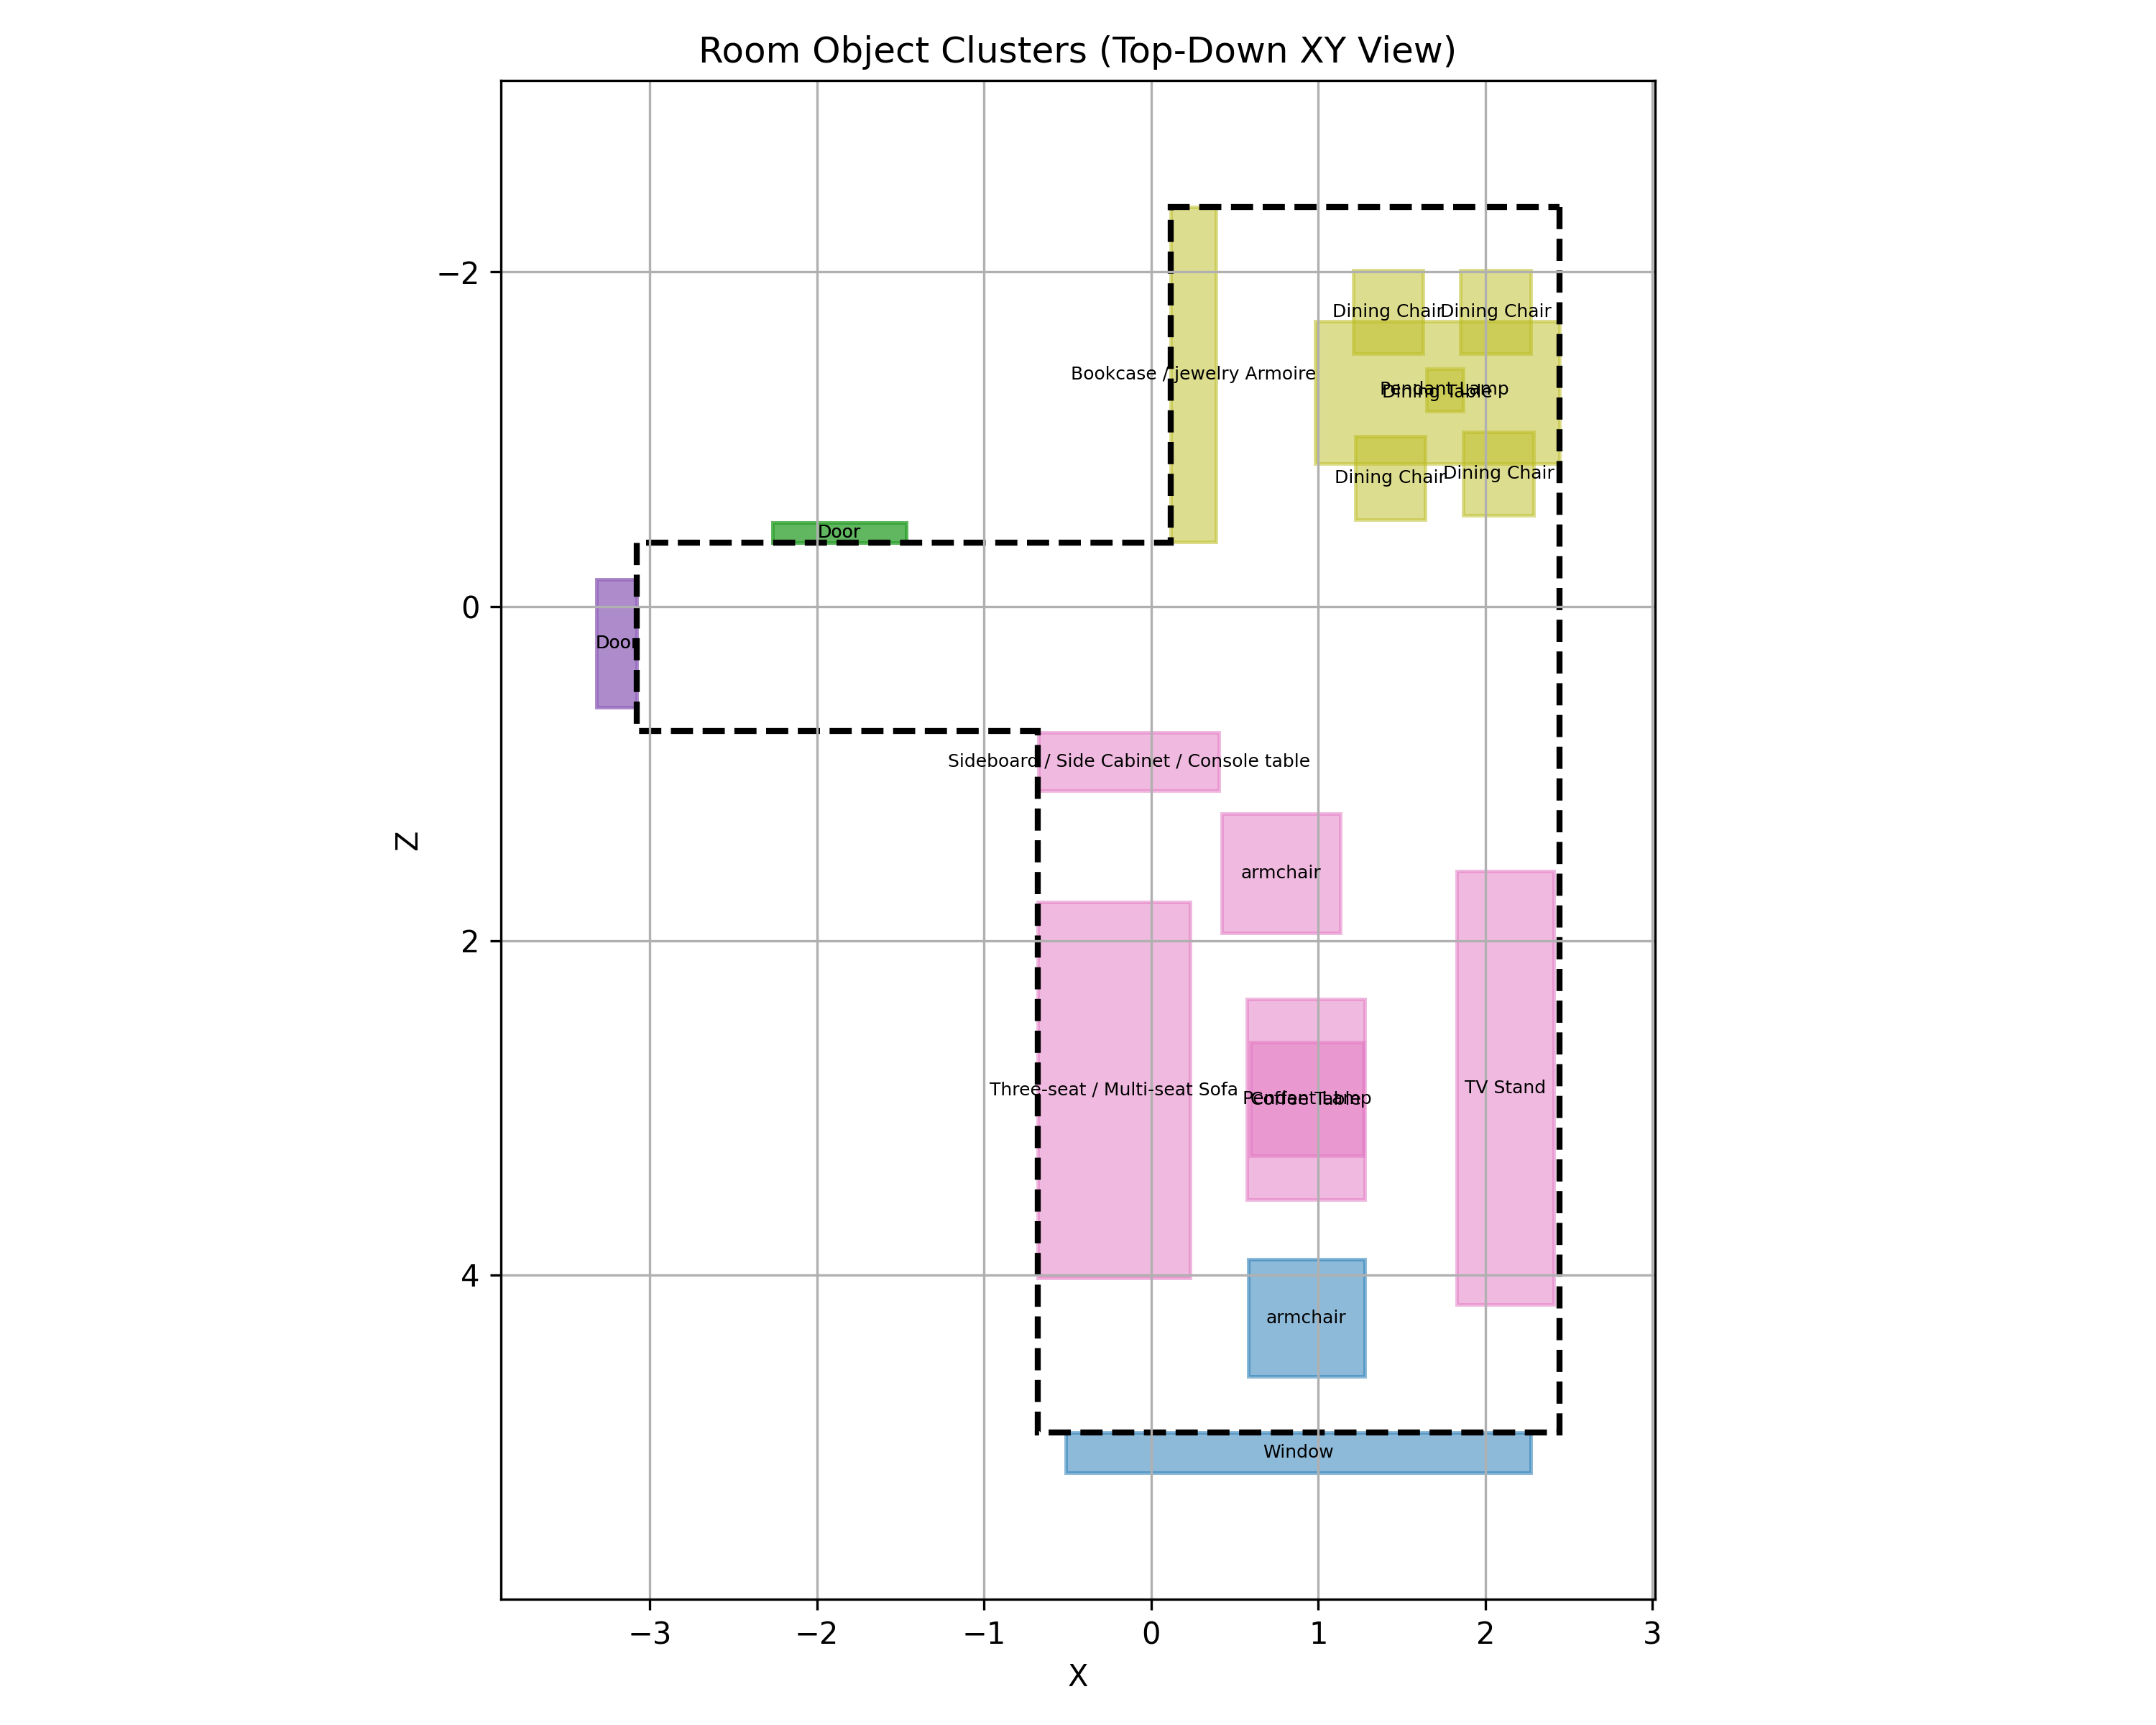 Room Object Clusters (Top-Down XY View)
−2
Dining Chair
Dining Chair
Bookcase / jewelry Armoire
Pendant Lamp
Dining Table
Dining Chair
Dining Chair
Door
0
Door
Sideboard / Side Cabinet / Console table
Z
armchair
2
Three-seat / Multi-seat Sofa
Pendant Lamp
Coffee Table
TV Stand
4
armchair
Window
−3
−2
−1
0
1
2
3
X